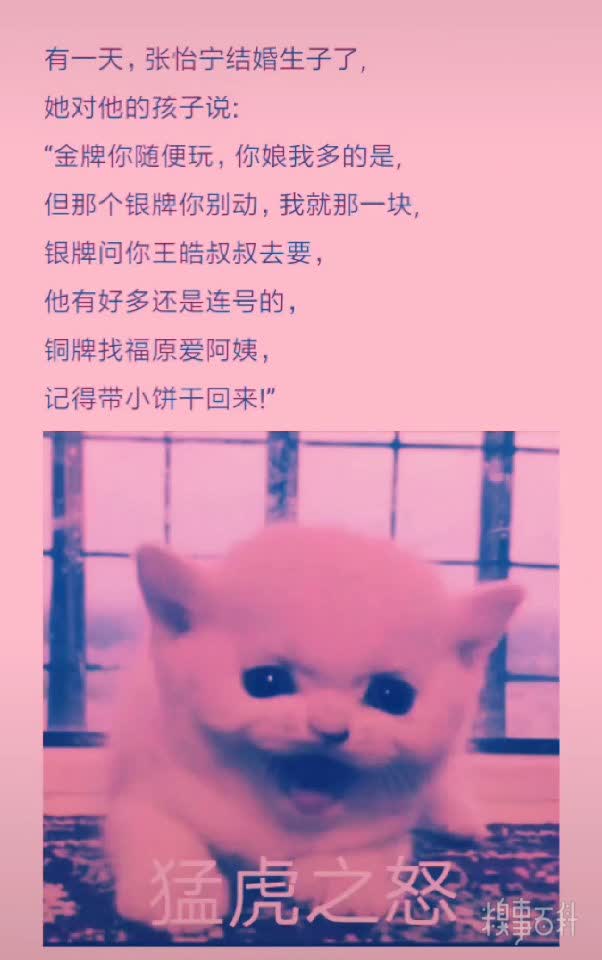 有一天，张怡宁结婚生子了，
她对他的孩子说：
“金牌你随便玩，你娘我多的是，
但那个银牌你别动，我就那一块，
银牌问你王皓叔叔去要，
他有好多还是连号的，
铜牌找福原爱阿姨，
记得带小饼干回来!”
猛虎之怒
糗事百科